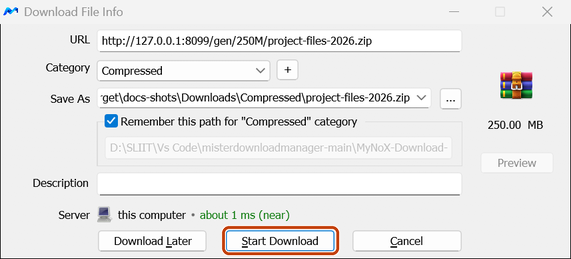 Download File Info
URL http://127.0.0.1:8099/gen/250M/project-files-2026.zip
Category Compressed +
Save As rget\docs-shots\Downloads\Compressed\project-files-2026.zip ...
250.00 MB
Remember this path for "Compressed" category
D:\SLIIT\Vs Code\misterdownloadmanager-main\MyNoX-Download-
Preview
Description
Server this computer • about 1 ms (near)
Download Later Start Download Cancel